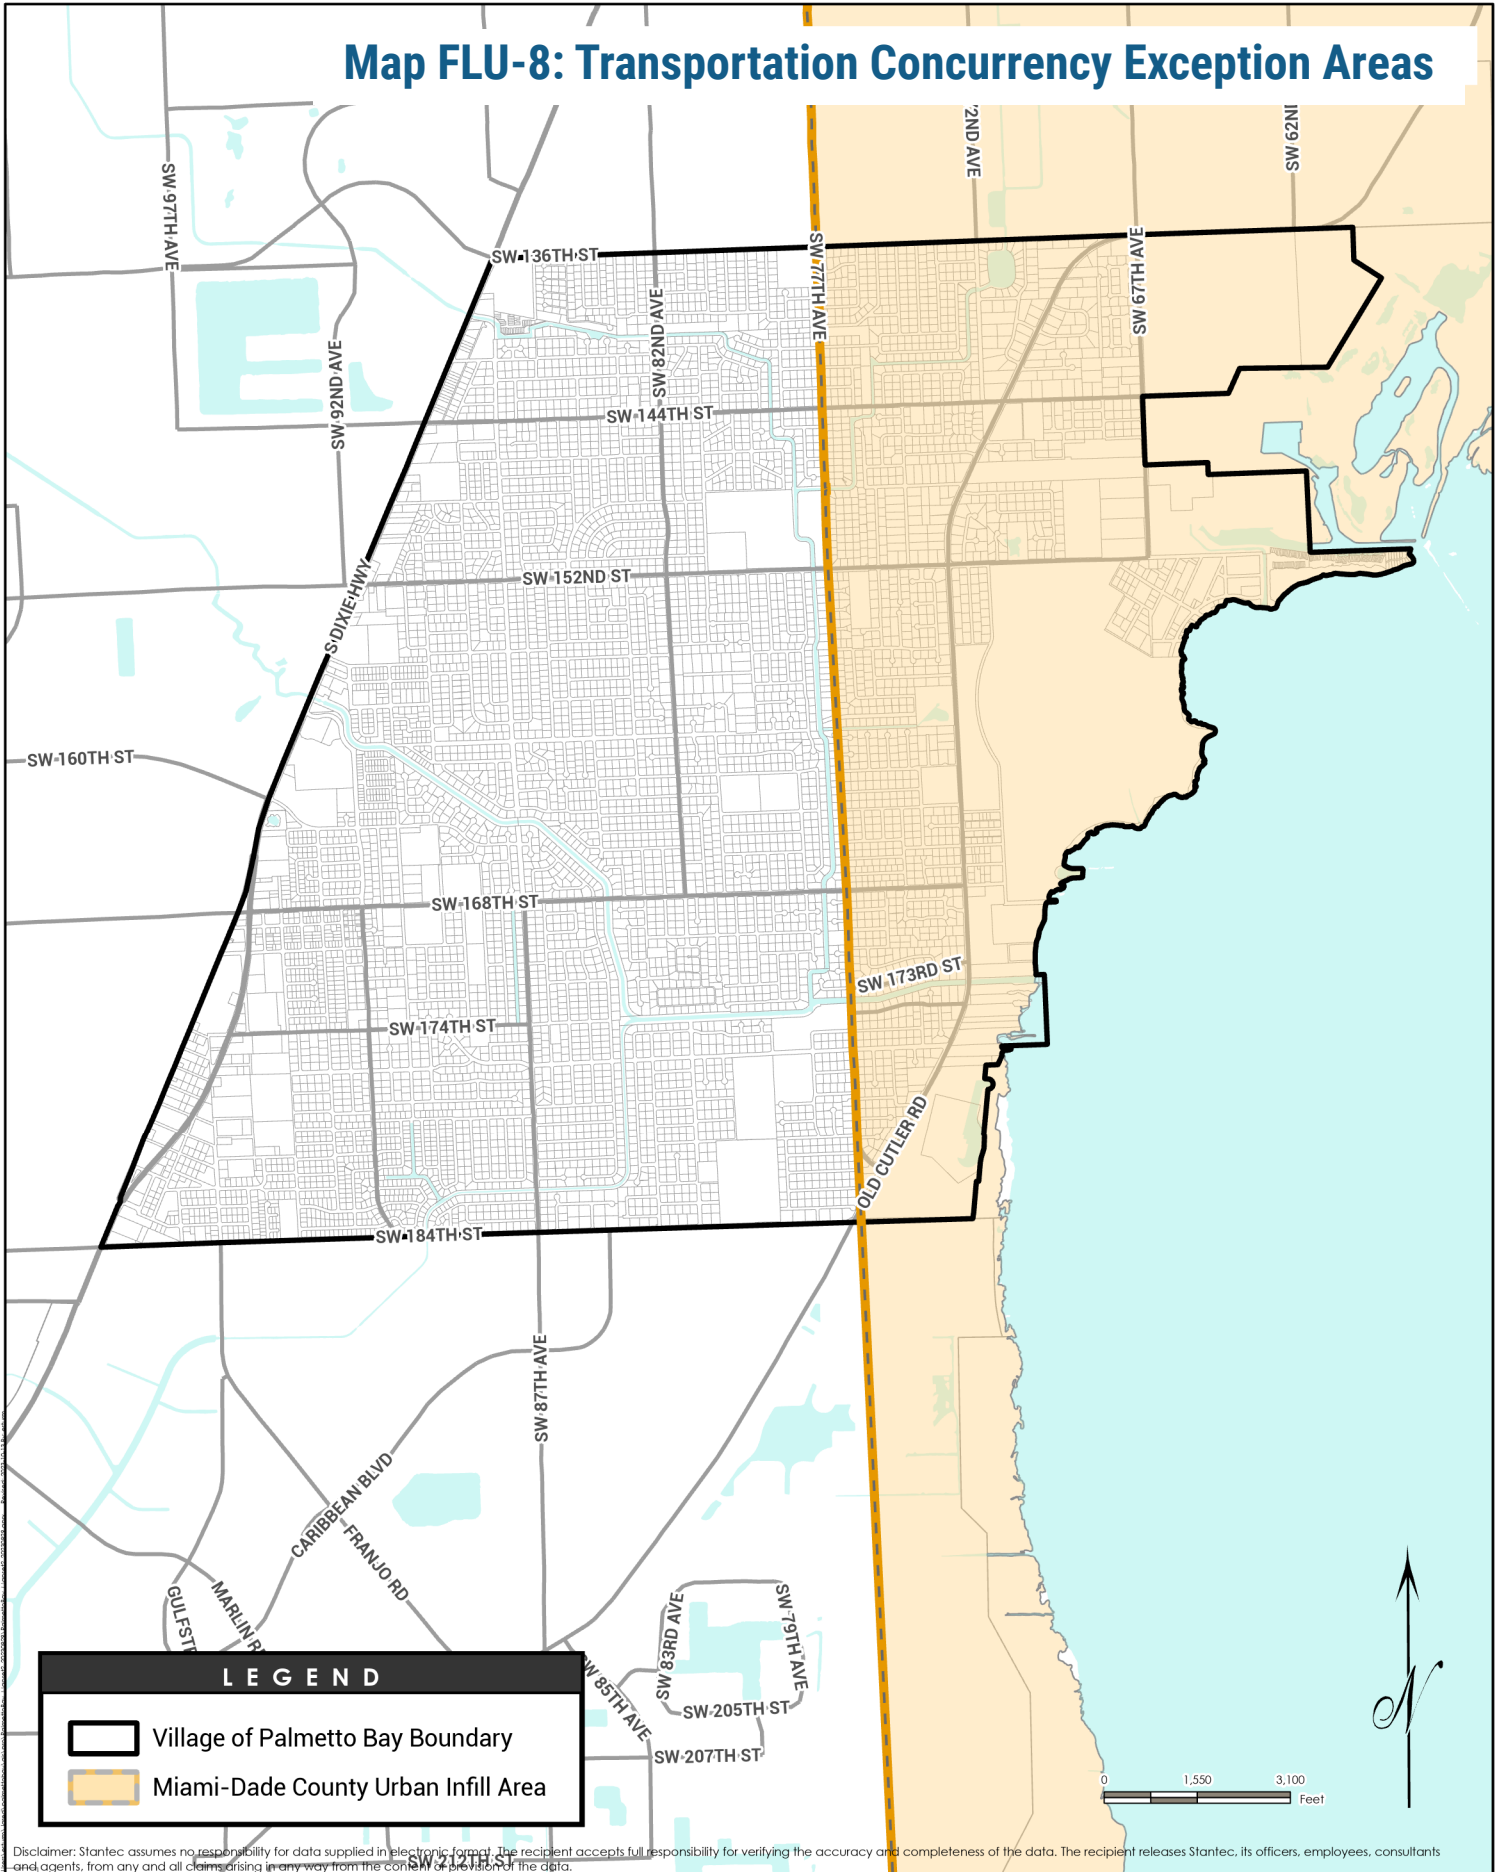 Map FLU-8: Transportation Concurrency Exception Areas
2ND AVE
SW 62N
SW 97TH AVE
SW 136TH ST
SW 77TH AVE
SW 67TH AVE
SW 82ND AVE
SW 92ND AVE
SW 144TH ST
SW 152ND ST
S DIXIE HWY
SW 160TH ST
SW 168TH ST
SW 173RD ST
SW 174TH ST
OLD CUTLER RD
SW 184TH ST
SW 87TH AVE
CARIBBEAN BLVD
FRANJO RD
MARLIN R
GULFSTR
SW 83RD AVE
SW 79TH AVE
SW 85TH AVE
SW 205TH ST
SW 207TH ST
SW 212TH ST
LEGEND
Village of Palmetto Bay Boundary
Miami-Dade County Urban Infill Area
0 1,550 3,100
Feet
N
Disclaimer: Stantec assumes no responsibility for data supplied in electronic format. The recipient accepts full responsibility for verifying the accuracy and completeness of the data. The recipient releases Stantec, its officers, employees, consultants
and agents, from any and all claims arising in any way from the content or provision of the data.